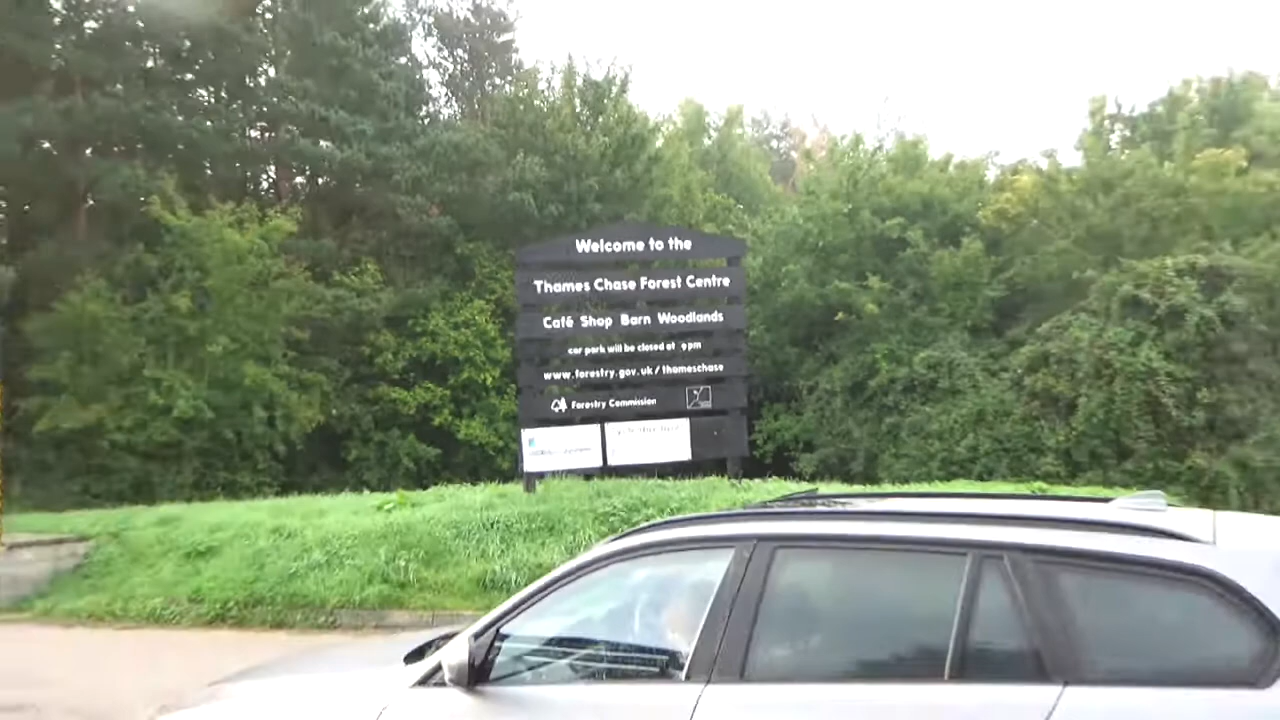 Welcome to the
Thames Chase Forest Centre
Café Shop Barn Woodlands
car park will be closed at 9pm
www.forestry.gov.uk/thameschase
Forestry Commission